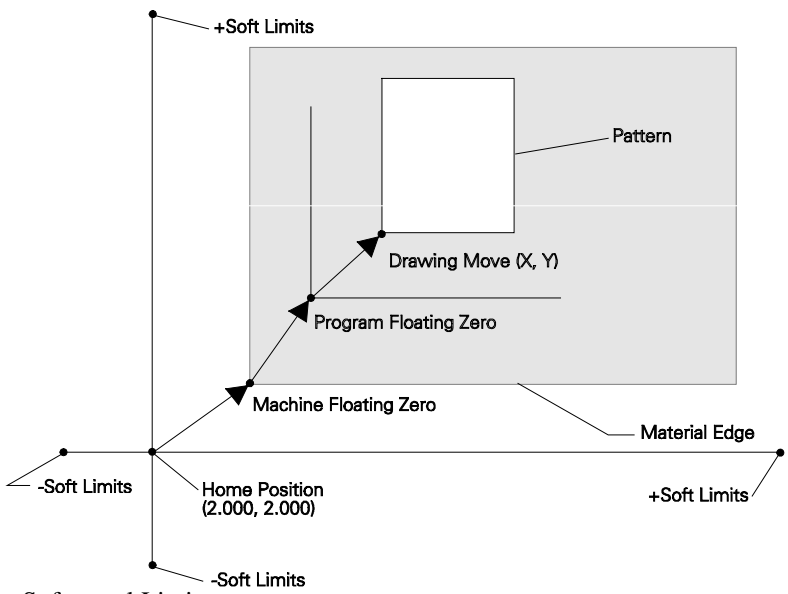 +Soft Limits
Pattern
Drawing Move (X, Y)
Program Floating Zero
Machine Floating Zero
Material Edge
-Soft Limits
Home Position
(2.000, 2.000)
+Soft Limits
-Soft Limits